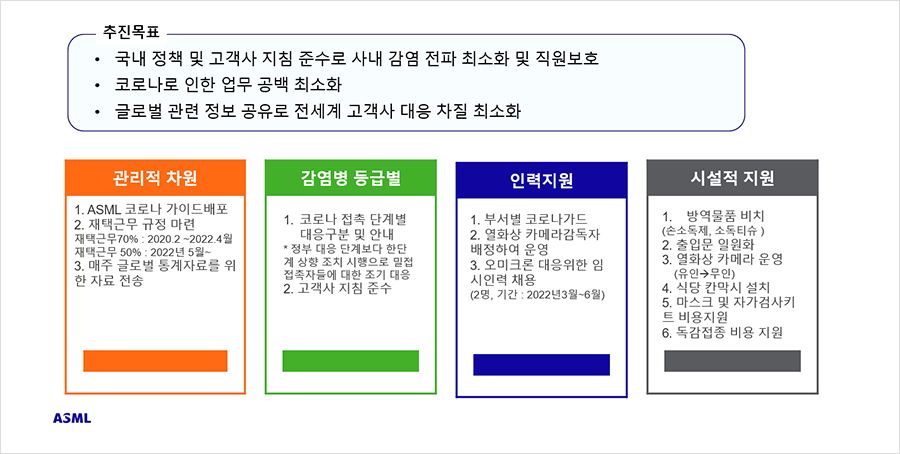 추진목표
• 국내 정책 및 고객사 지침 준수로 사내 감염 전파 최소화 및 직원보호
• 코로나로 인한 업무 공백 최소화
• 글로벌 관련 정보 공유로 전세계 고객사 대응 차질 최소화
관리적 차원
1. ASML 코로나 가이드배포
2. 재택근무 규정 마련
재택근무70% : 2020.2 ~2022.4월
재택근무 50% : 2022년 5월~
3. 매주 글로벌 통계자료를 위
한 자료 전송
감염병 등급별
1. 코로나 접촉 단계별
대응구분 및 안내
* 정부 대응 단계보다 한단
계 상향 조치 시행으로 밀접
접촉자들에 대한 조기 대응
2. 고객사 지침 준수
인력지원
1. 부서별 코로나가드
2. 열화상 카메라감독자
배정하여 운영
3. 오미크론 대응위한 임
시인력 채용
(2명, 기간 : 2022년3월~6월)
시설적 지원
1. 방역물품 비치
(손소독제, 소독티슈 )
2. 출입문 일원화
3. 열화상 카메라 운영
(유인→무인)
4. 식당 칸막시 설치
5. 마스크 및 자가검사키
트 비용지원
6. 독감접종 비용 지원
ASML